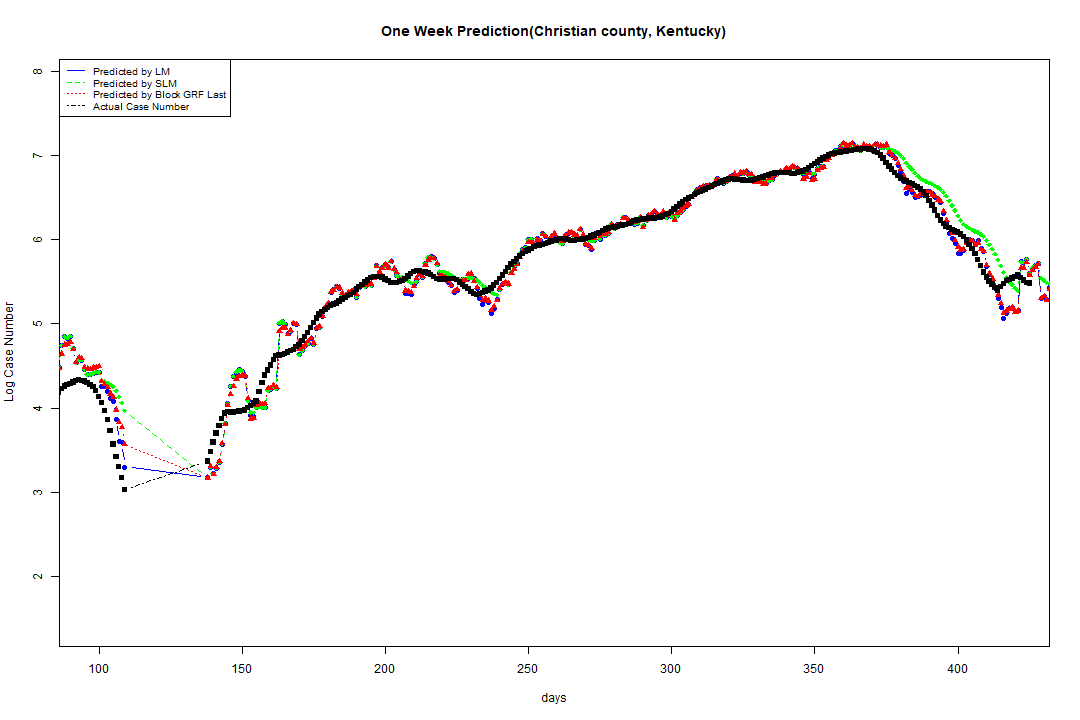 One Week Prediction(Christian county, Kentucky)
Predicted by LM
Predicted by SLM
Predicted by Block GRF Last
Actual Case Number
8
7
6
5
4
3
2
Log Case Number
100 150 200 250 300 350 400
days